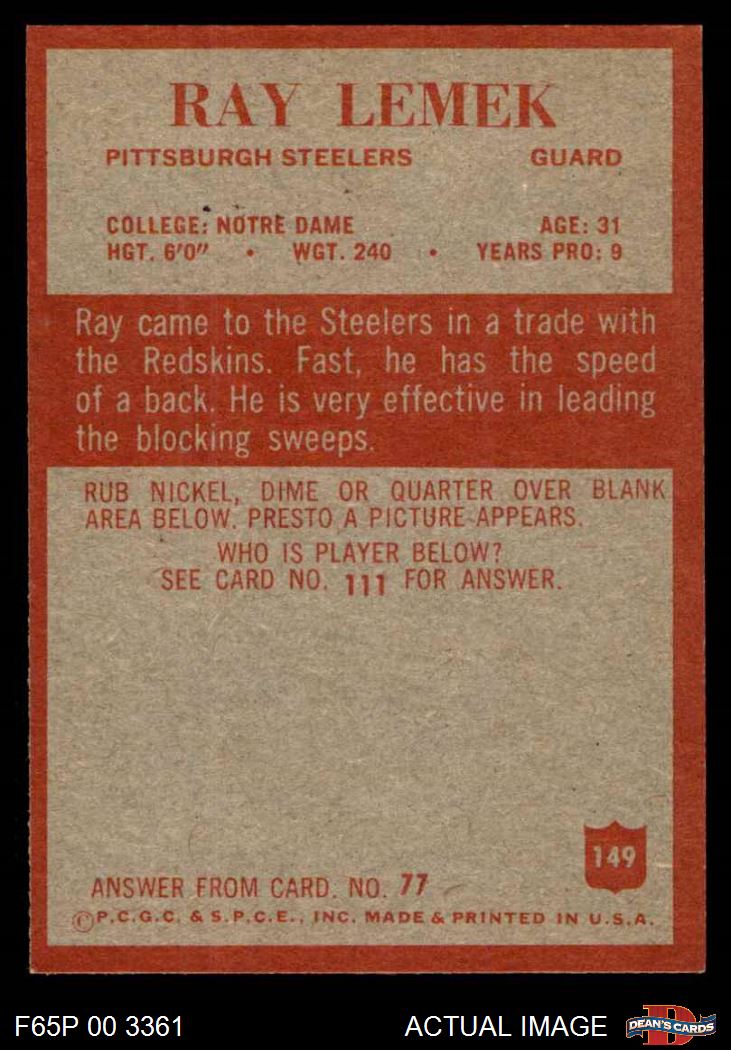 RAY LEMEK
PITTSBURGH STEELERS GUARD
COLLEGE: NOTRE DAME AGE: 31
HGT. 6'0" • WGT. 240 • YEARS PRO: 9
Ray came to the Steelers in a trade with
the Redskins. Fast, he has the speed
of a back. He is very effective in leading
the blocking sweeps.
RUB NICKEL, DIME OR QUARTER OVER BLANK
AREA BELOW. PRESTO A PICTURE APPEARS.
WHO IS PLAYER BELOW?
SEE CARD NO. 111 FOR ANSWER.
149
ANSWER FROM CARD. NO. 77
©P.C.G.C. & S.P.C.E., INC. MADE & PRINTED IN U.S.A.
F65P 00 3361 ACTUAL IMAGE
D DEAN'S CARDS